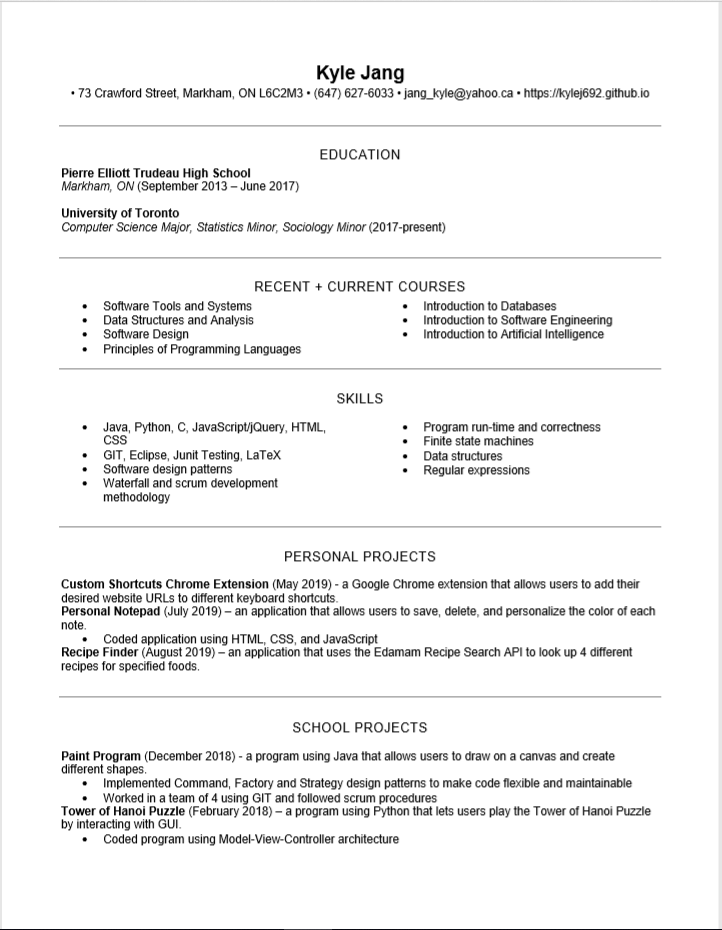 Kyle Jang
• 73 Crawford Street, Markham, ON L6C2M3 • (647) 627-6033 • jang_kyle@yahoo.ca • https://kylej692.github.io
EDUCATION
Pierre Elliott Trudeau High School
Markham, ON (September 2013 – June 2017)
University of Toronto
Computer Science Major, Statistics Minor, Sociology Minor (2017-present)
RECENT + CURRENT COURSES
• Software Tools and Systems
• Data Structures and Analysis
• Software Design
• Principles of Programming Languages
• Introduction to Databases
• Introduction to Software Engineering
• Introduction to Artificial Intelligence
SKILLS
• Java, Python, C, JavaScript/jQuery, HTML,
CSS
• GIT, Eclipse, Junit Testing, LaTeX
• Software design patterns
• Waterfall and scrum development
methodology
• Program run-time and correctness
• Finite state machines
• Data structures
• Regular expressions
PERSONAL PROJECTS
Custom Shortcuts Chrome Extension (May 2019) - a Google Chrome extension that allows users to add their
desired website URLs to different keyboard shortcuts.
Personal Notepad (July 2019) – an application that allows users to save, delete, and personalize the color of each
note.
• Coded application using HTML, CSS, and JavaScript
Recipe Finder (August 2019) – an application that uses the Edamam Recipe Search API to look up 4 different
recipes for specified foods.
SCHOOL PROJECTS
Paint Program (December 2018) - a program using Java that allows users to draw on a canvas and create
different shapes.
• Implemented Command, Factory and Strategy design patterns to make code flexible and maintainable
• Worked in a team of 4 using GIT and followed scrum procedures
Tower of Hanoi Puzzle (February 2018) – a program using Python that lets users play the Tower of Hanoi Puzzle
by interacting with GUI.
• Coded program using Model-View-Controller architecture